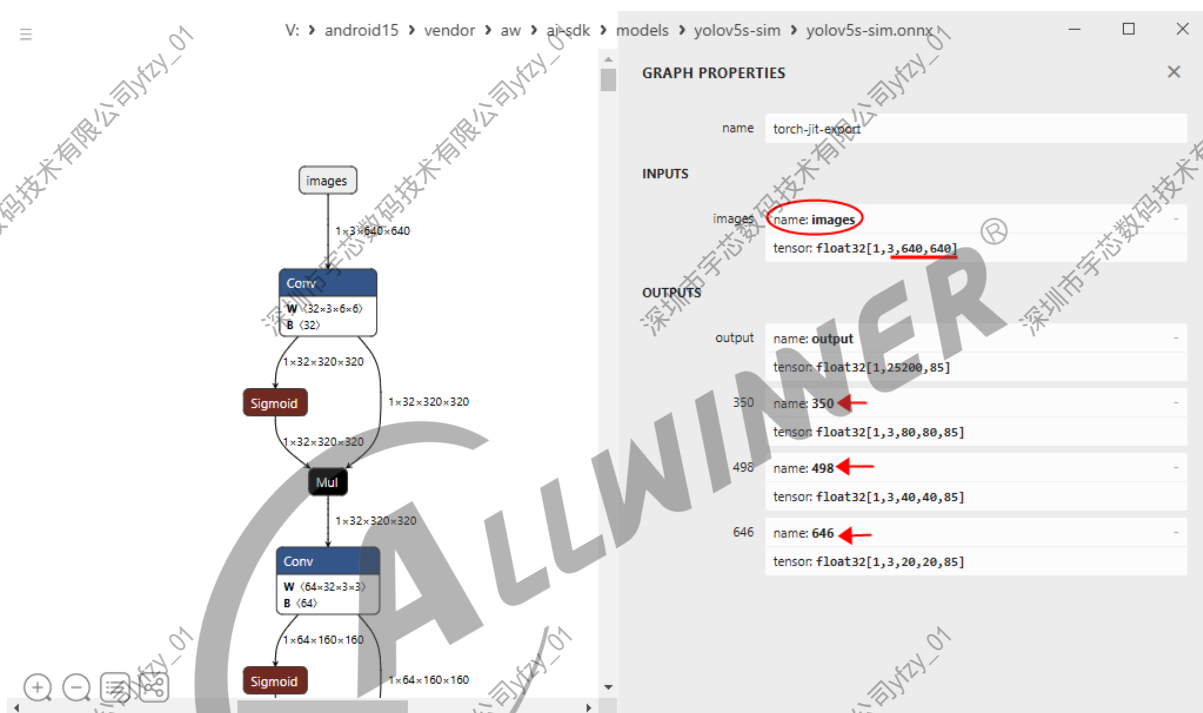 V: > android15 > vendor > aw > ai-sdk > models > yolov5s-sim > yolov5s-sim.onnx
images
1×3×640×640
Conv
W ⟨32×3×6×6⟩
B ⟨32⟩
1×32×320×320
Sigmoid
1×32×320×320
1×32×320×320
Mul
1×32×320×320
Conv
W ⟨64×32×3×3⟩
B ⟨64⟩
1×64×160×160
Sigmoid
1×64×160×160
GRAPH PROPERTIES
name torch-jit-export
INPUTS
images name: images
tensor: float32[1,3,640,640]
OUTPUTS
output name: output
tensor: float32[1,25200,85]
350 name: 350
tensor: float32[1,3,80,80,85]
498 name: 498
tensor: float32[1,3,40,40,85]
646 name: 646
tensor: float32[1,3,20,20,85]
ALLWINNER®
深圳市宇芯数码技术有限公司yfzy_01